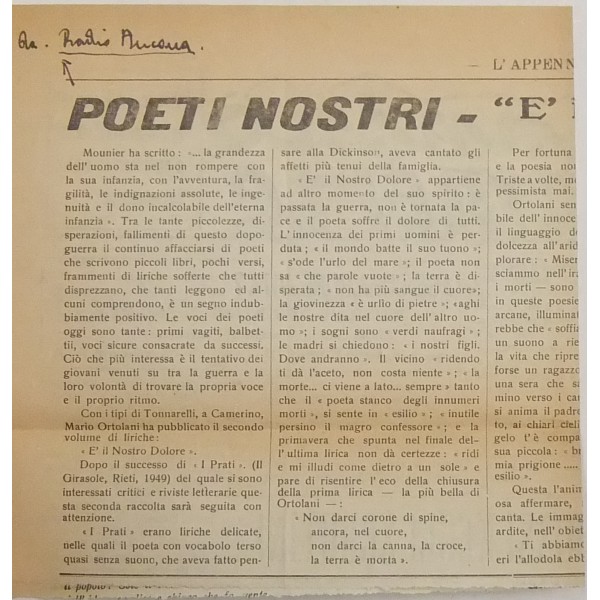 da. Radio Ancona.
— L'APPENN
POETI NOSTRI - "E'
Mounier ha scritto : «... la grandezza
dell' uomo sta nel non rompere con
la sua infanzia, con l'avventura, la fra-
gilità, le indignazioni assolute, le inge-
nuità e il dono incalcolabile dell'eterna
infanzia ». Tra le tante piccolezze, di-
sperazioni, fallimenti di questo dopo-
guerra il continuo affacciarsi di poeti
che scrivono piccoli libri, pochi versi,
frammenti di liriche sofferte che tutti
disprezzano, che tanti leggono ed al-
cuni comprendono, è un segno indub-
biamente positivo. Le voci dei poeti
oggi sono tante : primi vagiti, balbet-
tii, voci sicure consacrate da successi.
Ciò che più interessa è il tentativo dei
giovani venuti su tra la guerra e la
loro volontà di trovare la propria voce
e il proprio ritmo.
Con i tipi di Tonnarelli, a Camerino,
Mario Ortolani ha pubblicato il secondo
volume di liriche :
« E'il Nostro Dolore ».
Dopo il successo di « I Prati ». (Il
Girasole, Rieti, 1949) del quale si sono
interessati critici e riviste letterarie que-
sta seconda raccolta sarà seguita con
attenzione.
« I Prati » erano liriche delicate,
nelle quali il poeta con vocabolo terso
quasi senza suono, che aveva fatto pen-
sare alla Dickinson, aveva cantato gli
affetti più tenui della famiglia.
« E' il Nostro Dolore » appartiene
ad altro momento del suo spirito : è
passata la guerra, non è tornata la pa-
ce e il poeta soffre il dolore di tutti.
L'innocenza dei primi uomini è per-
duta ; « il mondo batte il suo tuono » ;
« s'ode l'urlo del mare » ; il poeta non
sa « che parole vuote » ; la terra è di-
sperata ; « non ha più sangue il cuore»;
la giovinezza « è urlio di pietre »; «aghi
le nostre dita nel cuore dell'altro uo-
mo » ; i sogni sono « verdi naufragi » ;
le madri si chiedono : « i nostri figli.
Dove andranno ». Il vicino « ridendo
ti dà l'aceto, non costa niente » ; « la
morte... ci viene a lato... sempre » tanto
che il « poeta stanco degli innumeri
morti », si sente in « esilio » ; « inutile
persino il magro confessore » ; e la
primavera che spunta nel finale del-
l'ultima lirica non dà certezze : « ridi
e mi illudi come dietro a un sole » e
pare di risentire l'eco della chiusura
della prima lirica — la più bella di
Ortolani — :
« Non darci corone di spine,
ancora, nel cuore,
non darci la canna, la croce,
la terra è morta ».
Per fortuna
e la poesia non
Triste a volte, m
pessimista mai.
Ortolani sen
bile dell' innoce
il linguaggio de
dolcezza all'arid
plorare : « Miser
sciammo nell'ir
i morti — sono
in queste poesie
arcane, illuminat
rebbe che « soffia
un suono a rie
la vita che ripre
forse un ragazzo
una sera che sa
mino verso i can
si anima il padr
to, ai chiari ciel
gelo t'è compa
sua piccola : « br
mia prigione .....
esilio ».
Questa l'anim
osa affermare,
canta. Le immag
ardite, nell' obiet
« Ti abbiamo
eri l'allodola ebb